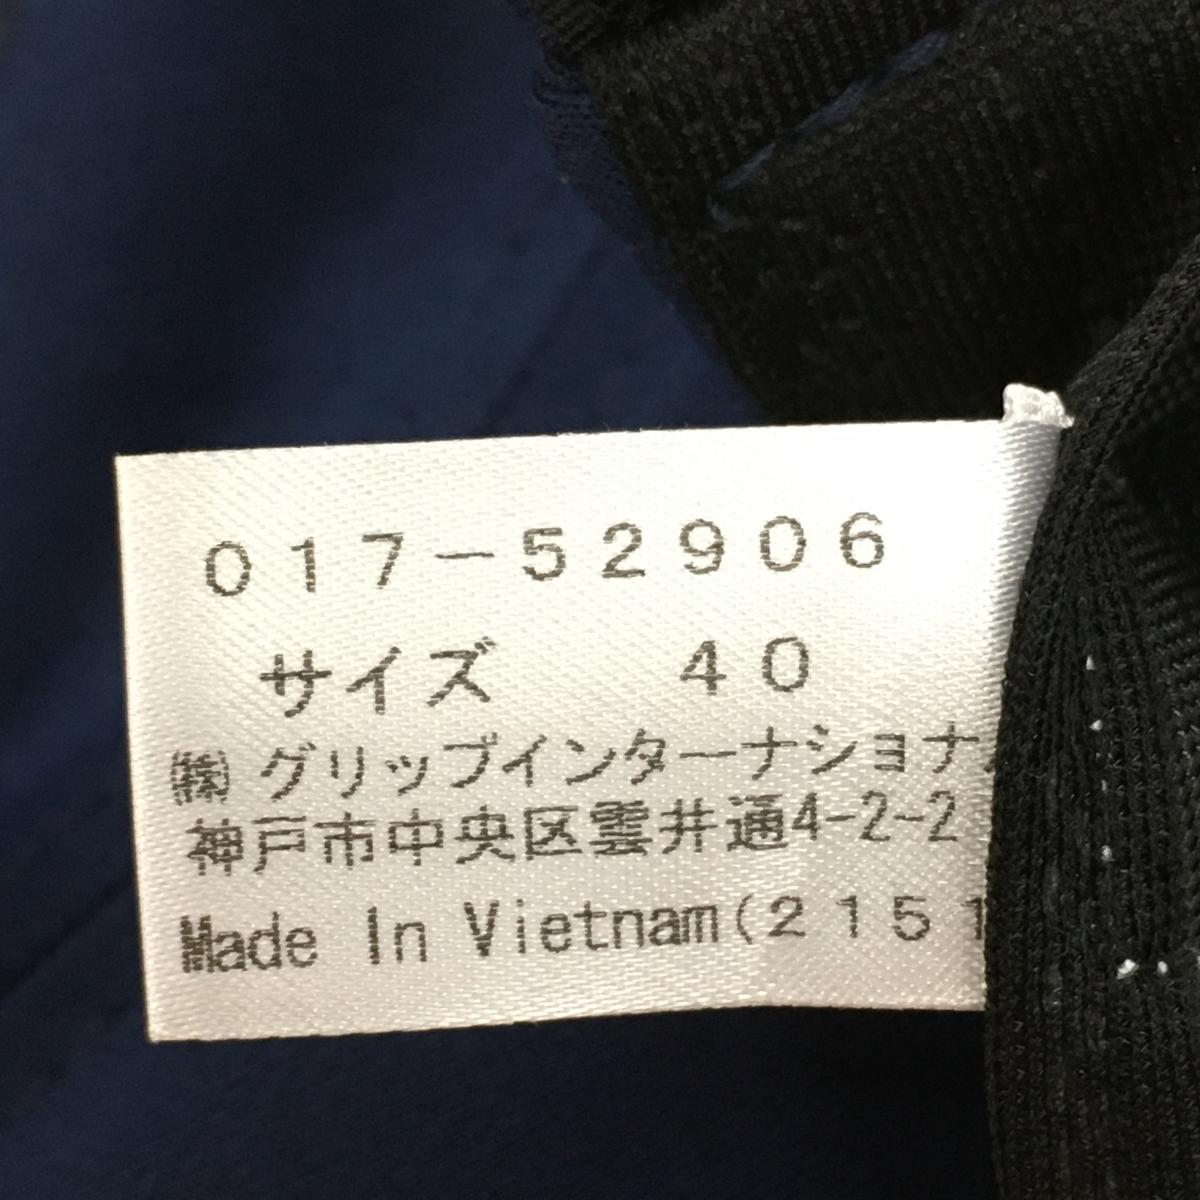 017-52906
サイズ 40
㈱グリップインターナショナ
神戸市中央区雲井通4-2-2
Made In Vietnam(2151